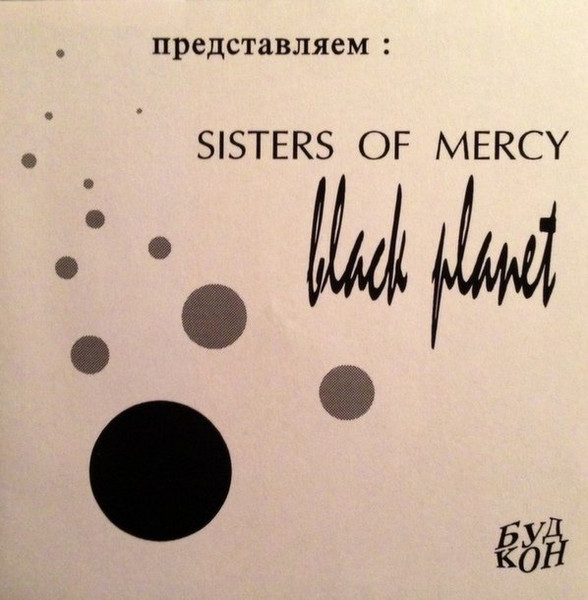 представляем :
SISTERS OF MERCY
black planet
БУД
КОН